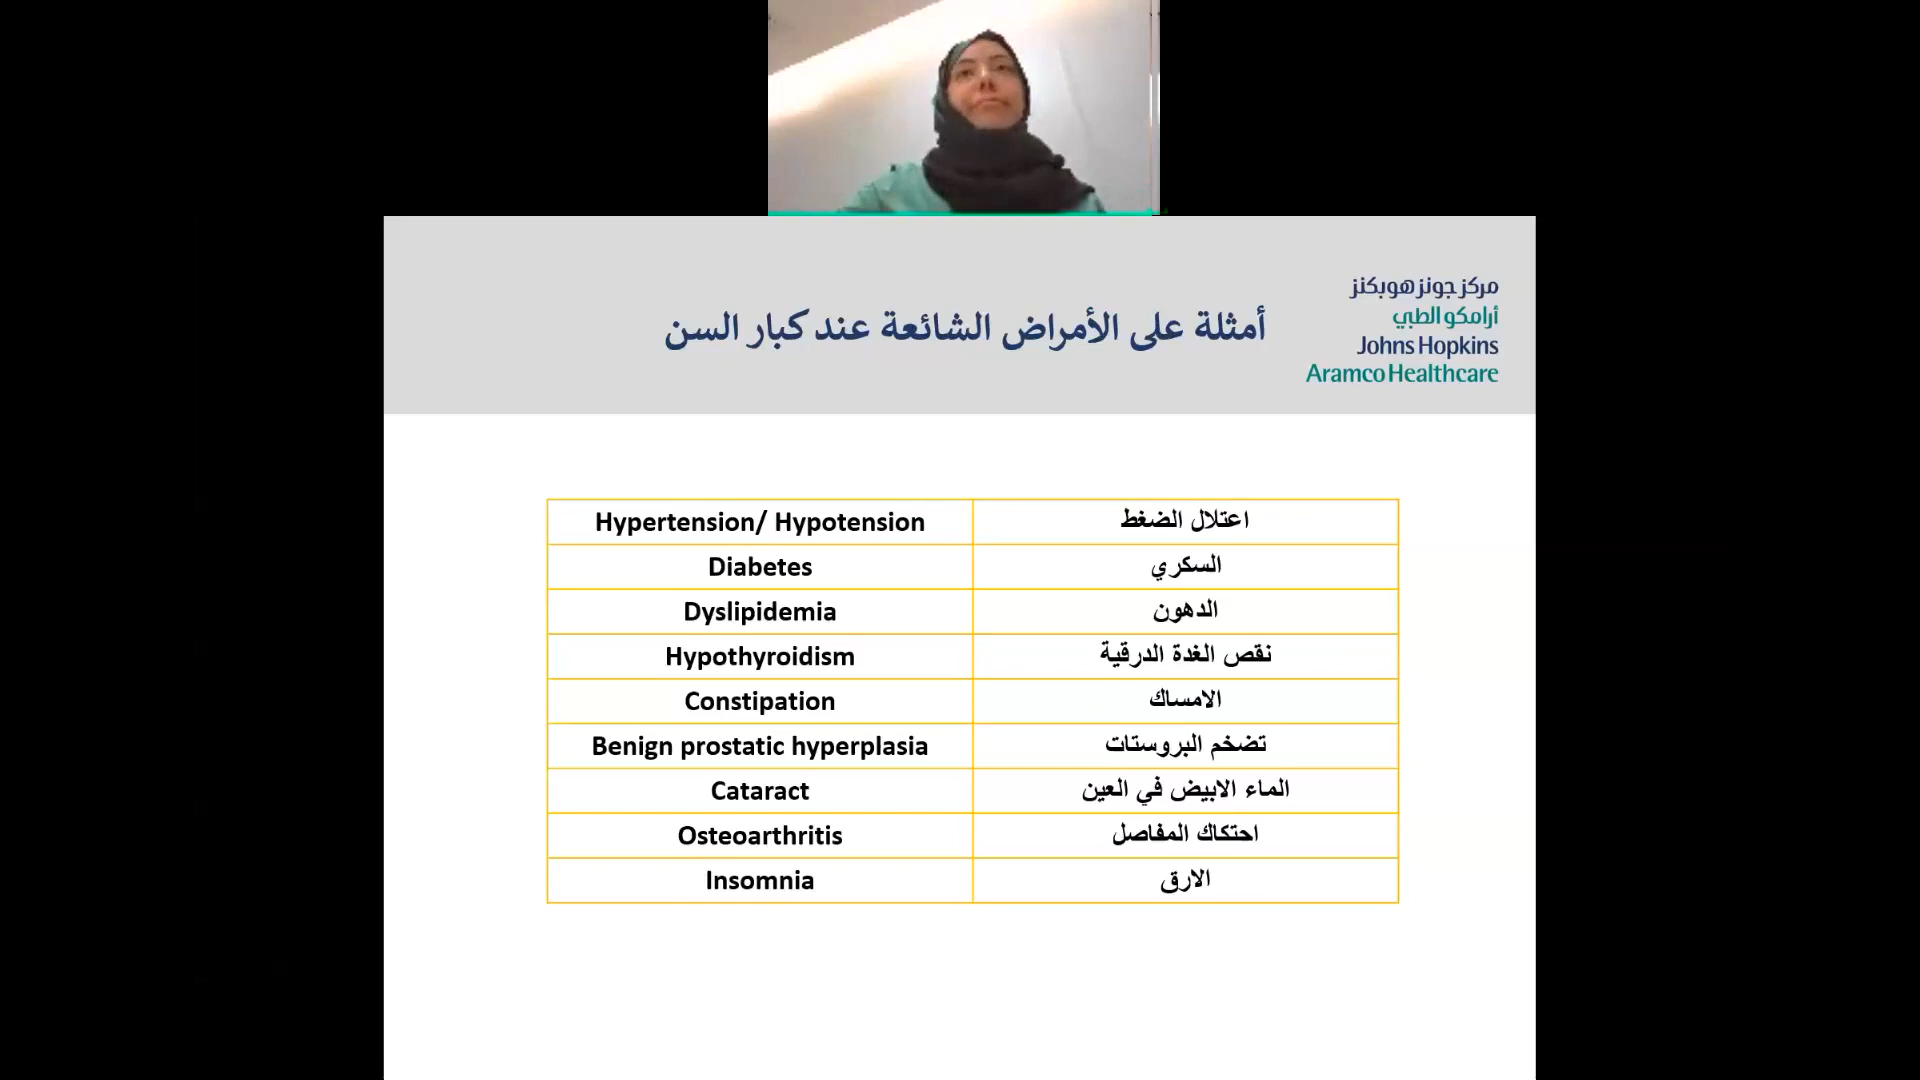 مركز جونز هوبكنز
أرامكو الطبي
Johns Hopkins
Aramco Healthcare
أمثلة على الأمراض الشائعة عند كبار السن
Hypertension/ Hypotension اعتلال الضغط
Diabetes السكري
Dyslipidemia الدهون
Hypothyroidism نقص الغدة الدرقية
Constipation الامساك
Benign prostatic hyperplasia تضخم البروستات
Cataract الماء الابيض في العين
Osteoarthritis احتكاك المفاصل
Insomnia الارق